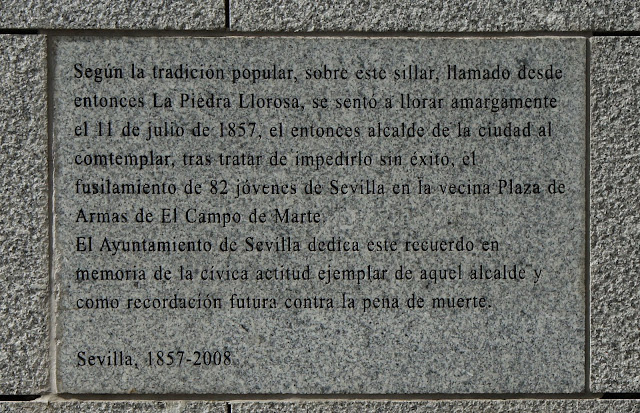 Según la tradición popular, sobre este sillar, llamado desde
entonces La Piedra Llorosa, se sentó a llorar amargamente
el 11 de julio de 1857, el entonces alcalde de la ciudad al
comtemplar, tras tratar de impedirlo sin éxito, el
fusilamiento de 82 jóvenes de Sevilla en la vecina Plaza de
Armas de El Campo de Marte.
El Ayuntamiento de Sevilla dedica este recuerdo en
memoria de la cívica actitud ejemplar de aquel alcalde y
como recordación futura contra la pena de muerte.
Sevilla, 1857-2008.